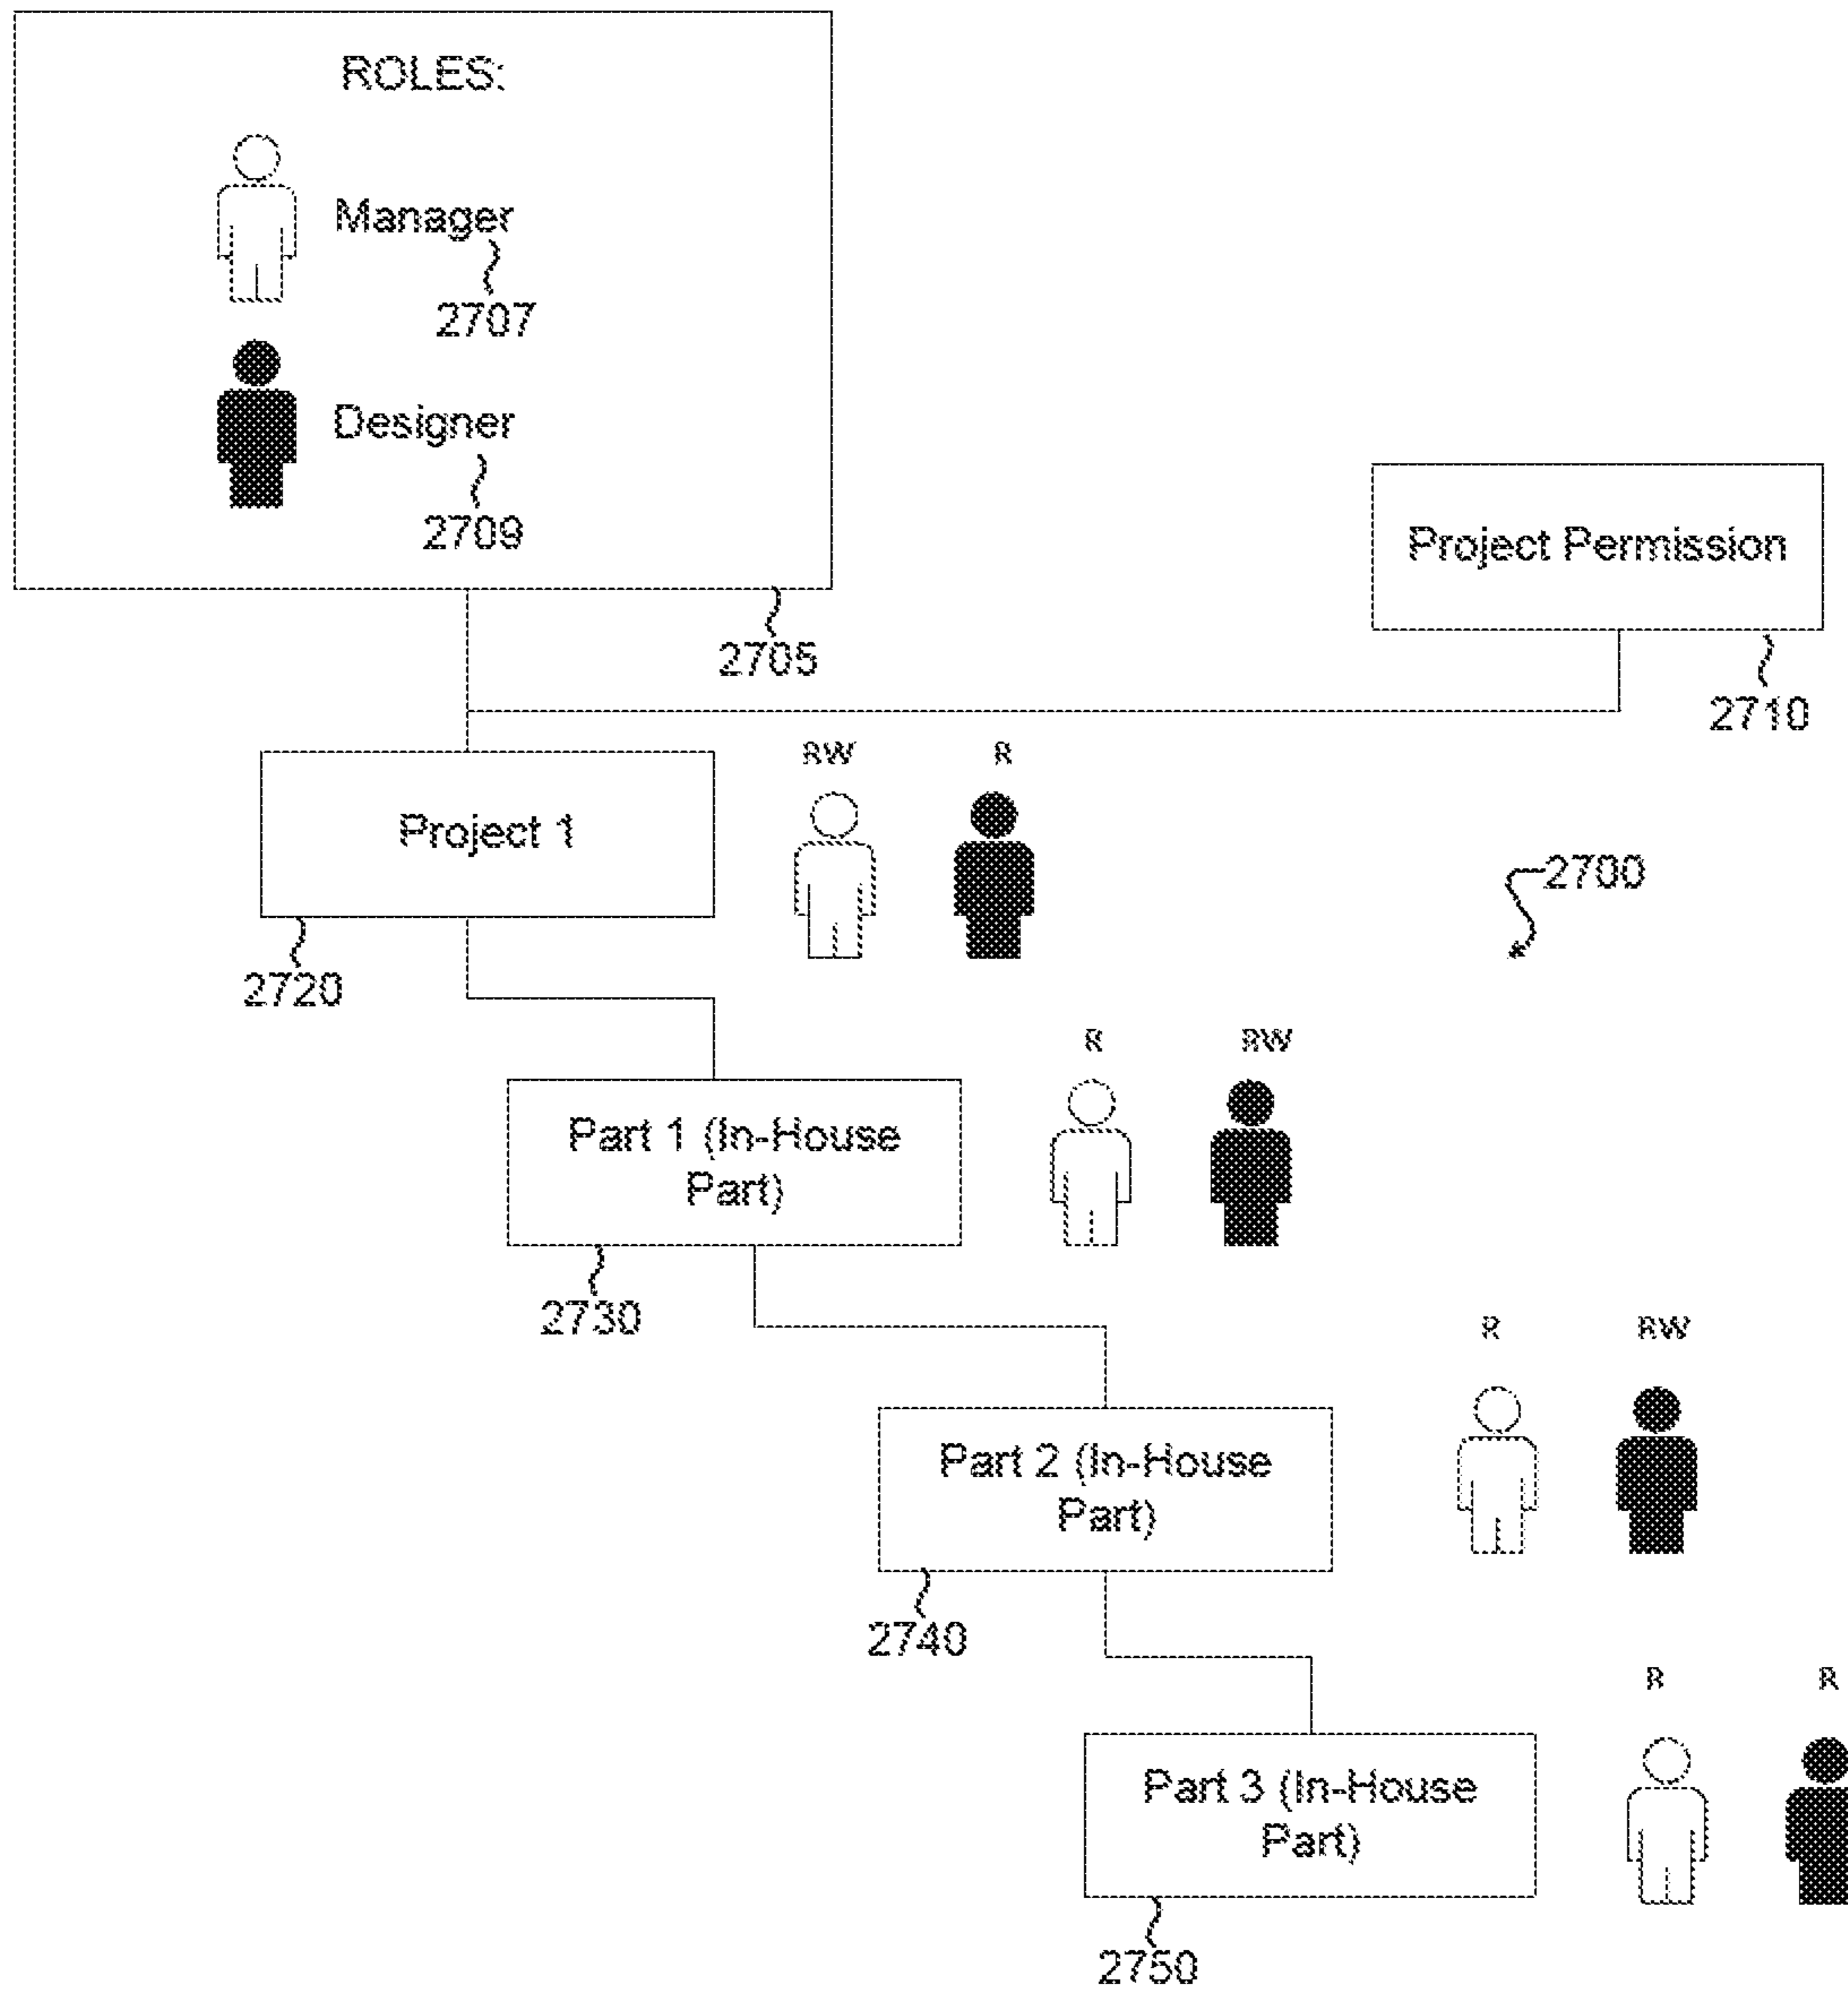 ROLES:
Manager
2707
Designer
2709
Project Permission
2705
2710
RW R
Project 1
2700
2720
R RW
Part 1 (In-House
Part)
2730
R RW
Part 2 (In-House
Part)
2740
R R
Part 3 (In-House
Part)
2750